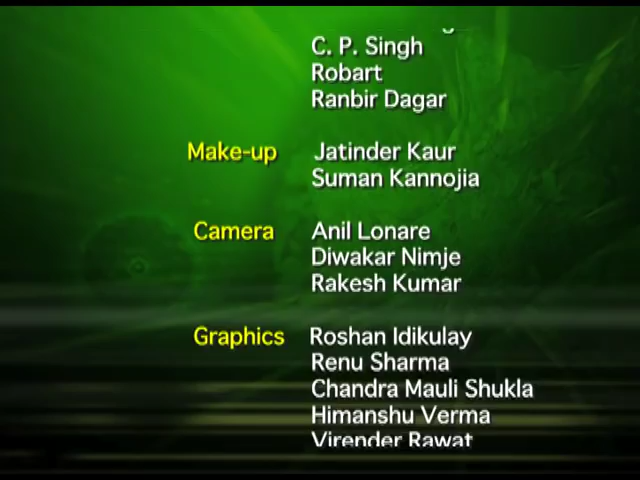 C. P. Singh
Robart
Ranbir Dagar
Make-up Jatinder Kaur
Suman Kannojia
Camera Anil Lonare
Diwakar Nimje
Rakesh Kumar
Graphics Roshan Idikulay
Renu Sharma
Chandra Mauli Shukla
Himanshu Verma
Virender Rawat